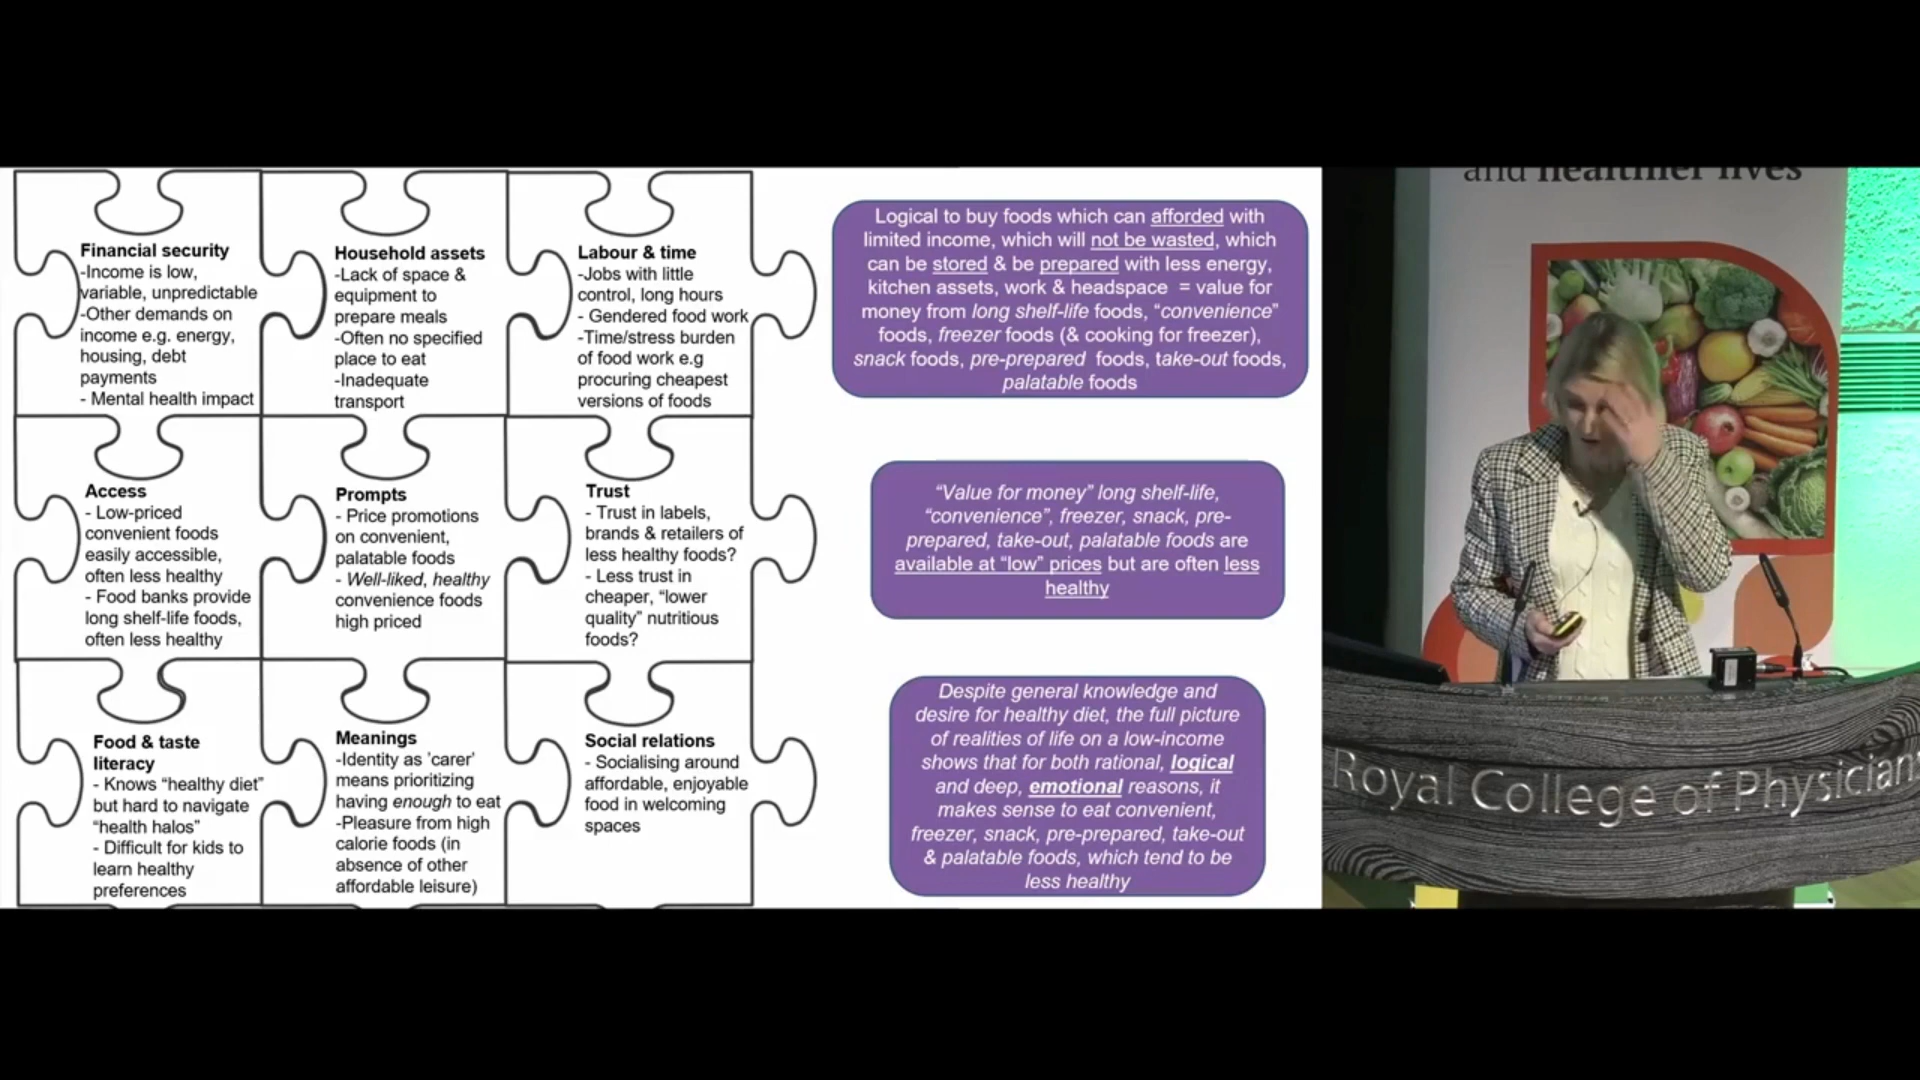 Financial security
-Income is low,
variable, unpredictable
-Other demands on
income e.g. energy,
housing, debt
payments
- Mental health impact
Household assets
-Lack of space &
equipment to
prepare meals
-Often no specified
place to eat
-Inadequate
transport
Labour & time
-Jobs with little
control, long hours
- Gendered food work
-Time/stress burden
of food work e.g
procuring cheapest
versions of foods
Access
- Low-priced
convenient foods
easily accessible,
often less healthy
- Food banks provide
long shelf-life foods,
often less healthy
Prompts
- Price promotions
on convenient,
palatable foods
- Well-liked, healthy
convenience foods
high priced
Trust
- Trust in labels,
brands & retailers of
less healthy foods?
- Less trust in
cheaper, “lower
quality” nutritious
foods?
Food & taste
literacy
- Knows “healthy diet”
but hard to navigate
“health halos”
- Difficult for kids to
learn healthy
preferences
Meanings
-Identity as 'carer'
means prioritizing
having enough to eat
-Pleasure from high
calorie foods (in
absence of other
affordable leisure)
Social relations
- Socialising around
affordable, enjoyable
food in welcoming
spaces
Logical to buy foods which can afforded with
limited income, which will not be wasted, which
can be stored & be prepared with less energy,
kitchen assets, work & headspace = value for
money from long shelf-life foods, “convenience”
foods, freezer foods (& cooking for freezer),
snack foods, pre-prepared foods, take-out foods,
palatable foods
“Value for money” long shelf-life,
“convenience”, freezer, snack, pre-
prepared, take-out, palatable foods are
available at “low” prices but are often less
healthy
Despite general knowledge and
desire for healthy diet, the full picture
of realities of life on a low-income
shows that for both rational, logical
and deep, emotional reasons, it
makes sense to eat convenient,
freezer, snack, pre-prepared, take-out
& palatable foods, which tend to be
less healthy
and healthier lives
Royal College of Physician